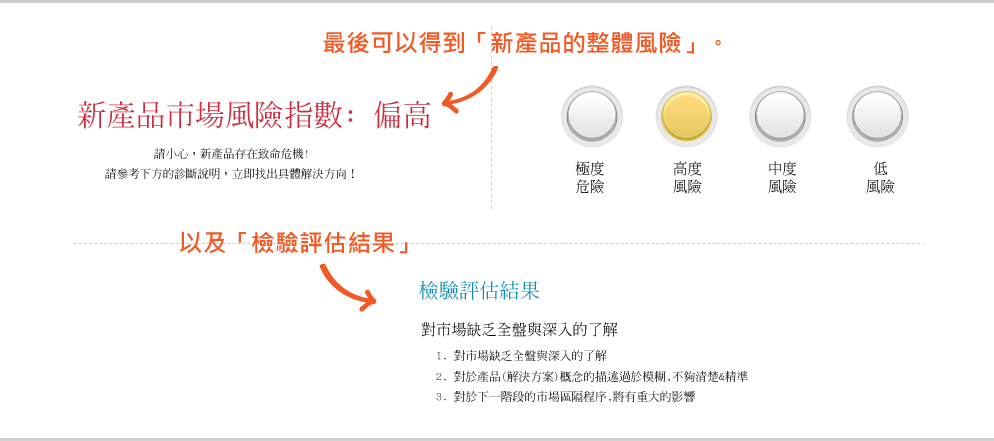 最後可以得到「新產品的整體風險」。
新產品市場風險指數: 偏高
請小心，新產品存在致命危機!
請參考下方的診斷說明，立即找出具體解決方向！
極度
危險
高度
風險
中度
風險
低
風險
以及「檢驗評估結果」
檢驗評估結果
對市場缺乏全盤與深入的了解
1. 對市場缺乏全盤與深入的了解
2. 對於產品(解決方案)概念的描述過於模糊,不夠清楚&精準
3. 對於下一階段的市場區隔程序,將有重大的影響